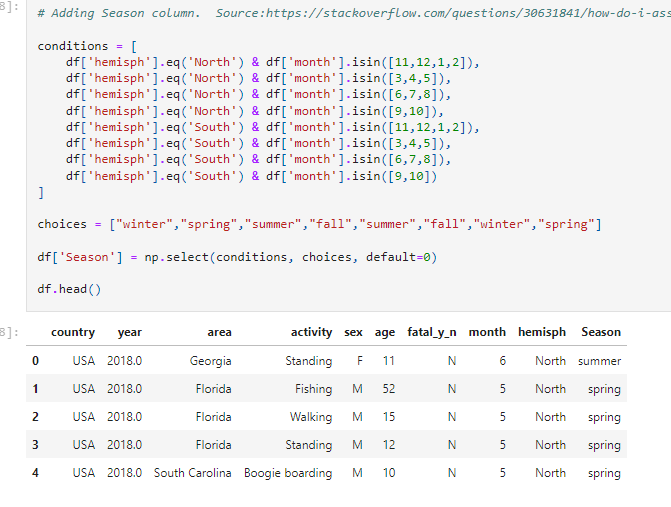 8]:
# Adding Season column.  Source:https://stackoverflow.com/questions/30631841/how-do-i-ass
conditions = [
    df['hemisph'].eq('North') & df['month'].isin([11,12,1,2]),
    df['hemisph'].eq('North') & df['month'].isin([3,4,5]),
    df['hemisph'].eq('North') & df['month'].isin([6,7,8]),
    df['hemisph'].eq('North') & df['month'].isin([9,10]),
    df['hemisph'].eq('South') & df['month'].isin([11,12,1,2]),
    df['hemisph'].eq('South') & df['month'].isin([3,4,5]),
    df['hemisph'].eq('South') & df['month'].isin([6,7,8]),
    df['hemisph'].eq('South') & df['month'].isin([9,10])
]
choices = ["winter","spring","summer","fall","summer","fall","winter","spring"]
df['Season'] = np.select(conditions, choices, default=0)
df.head()
8]:
country year area activity sex age fatal_y_n month hemisph Season
0 USA 2018.0 Georgia Standing F 11 N 6 North summer
1 USA 2018.0 Florida Fishing M 52 N 5 North spring
2 USA 2018.0 Florida Walking M 15 N 5 North spring
3 USA 2018.0 Florida Standing M 12 N 5 North spring
4 USA 2018.0 South Carolina Boogie boarding M 10 N 5 North spring